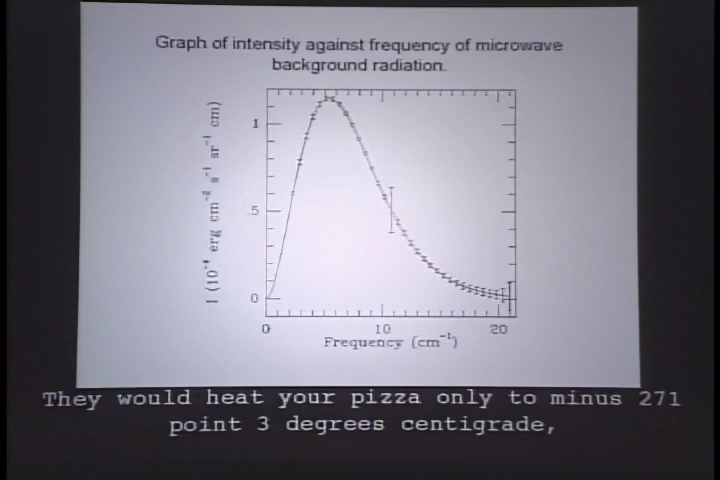 Graph of intensity against frequency of microwave
background radiation.
I (10⁻⁴ erg cm⁻² s⁻¹ sr⁻¹ cm)
1
.5
0
0 10 20
Frequency (cm⁻¹)
They would heat your pizza only to minus 271
point 3 degrees centigrade,